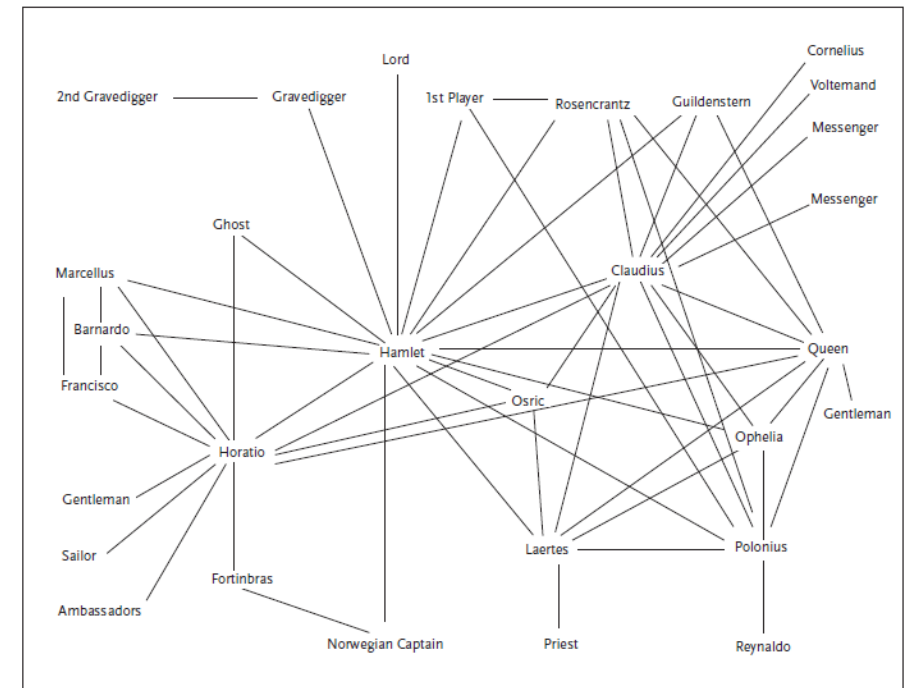 Cornelius
Lord
Voltemand
2nd Gravedigger
Gravedigger
1st Player
Rosencrantz
Guildenstern
Messenger
Messenger
Ghost
Marcellus
Claudius
Barnardo
Hamlet
Queen
Francisco
Osric
Gentleman
Ophelia
Horatio
Gentleman
Sailor
Laertes
Polonius
Fortinbras
Ambassadors
Norwegian Captain
Priest
Reynaldo